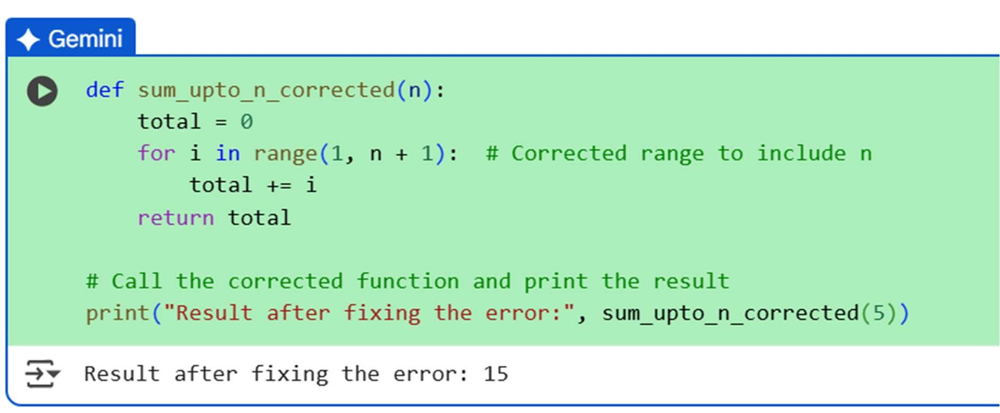 Gemini
def sum_upto_n_corrected(n):
    total = 0
    for i in range(1, n + 1):  # Corrected range to include n
        total += i
    return total
# Call the corrected function and print the result
print("Result after fixing the error:", sum_upto_n_corrected(5))
Result after fixing the error: 15